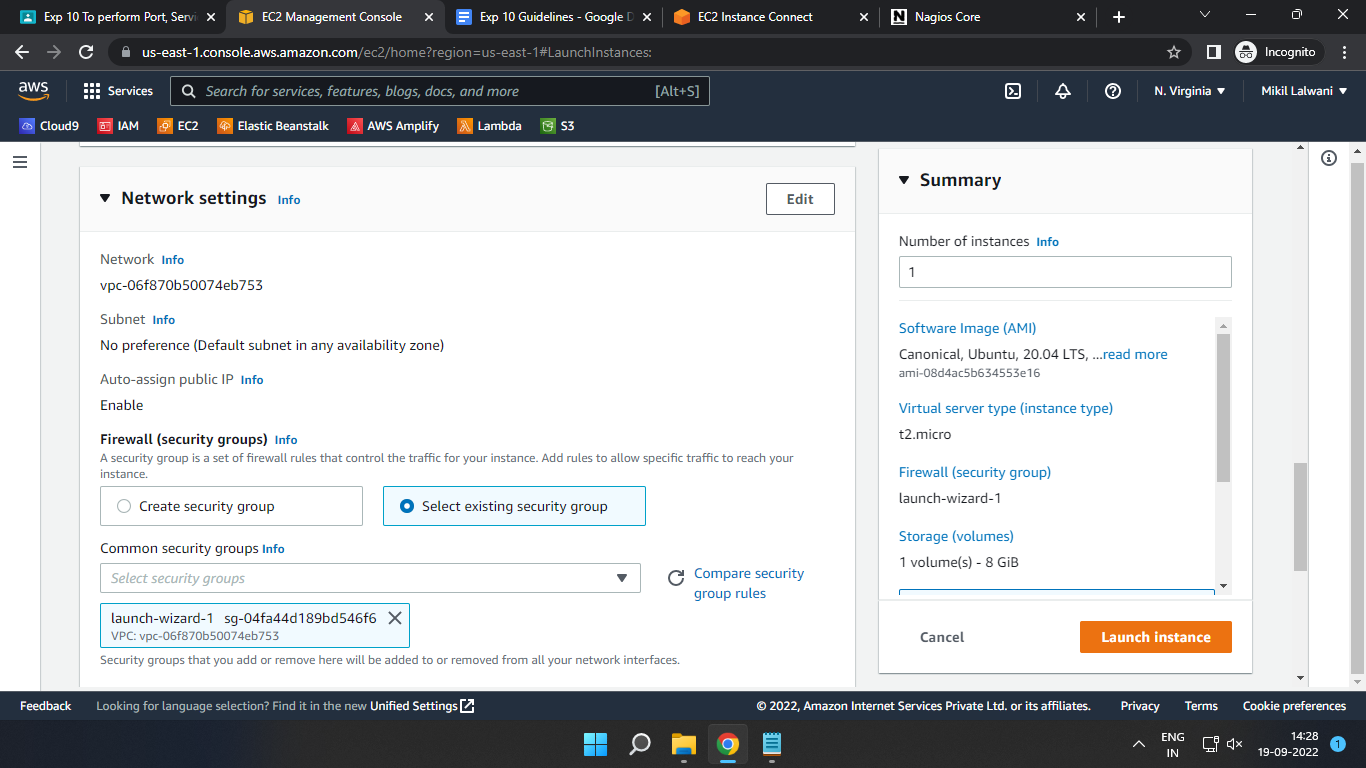 Exp 10 To perform Port, Servi
EC2 Management Console
Exp 10 Guidelines - Google D
EC2 Instance Connect
Nagios Core
us-east-1.console.aws.amazon.com/ec2/home?region=us-east-1#LaunchInstances:
Incognito
aws
Services
Search for services, features, blogs, docs, and more
[Alt+S]
N. Virginia
Mikil Lalwani
Cloud9
IAM
EC2
Elastic Beanstalk
AWS Amplify
Lambda
S3
Network settings Info
Edit
Network Info
vpc-06f870b50074eb753
Subnet Info
No preference (Default subnet in any availability zone)
Auto-assign public IP Info
Enable
Firewall (security groups) Info
A security group is a set of firewall rules that control the traffic for your instance. Add rules to allow specific traffic to reach your
instance.
Create security group
Select existing security group
Common security groups Info
Select security groups
Compare security
group rules
launch-wizard-1 sg-04fa44d189bd546f6
VPC: vpc-06f870b50074eb753
Security groups that you add or remove here will be added to or removed from all your network interfaces.
Summary
Number of instances Info
1
Software Image (AMI)
Canonical, Ubuntu, 20.04 LTS, ...read more
ami-08d4ac5b634553e16
Virtual server type (instance type)
t2.micro
Firewall (security group)
launch-wizard-1
Storage (volumes)
1 volume(s) - 8 GiB
Cancel
Launch instance
Feedback
Looking for language selection? Find it in the new Unified Settings
© 2022, Amazon Internet Services Private Ltd. or its affiliates.
Privacy
Terms
Cookie preferences
ENG
IN
14:28
19-09-2022
1